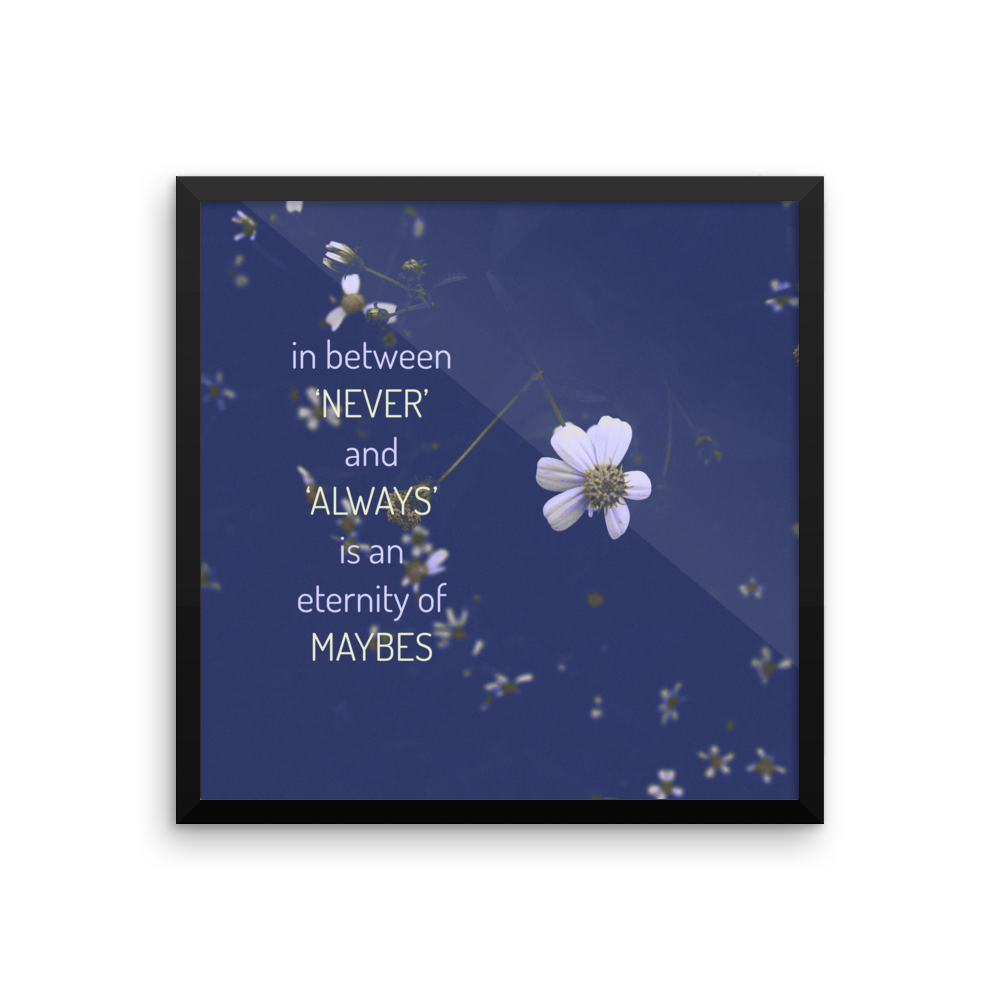 in between
‘NEVER’
and
‘ALWAYS’
is an
eternity of
MAYBES